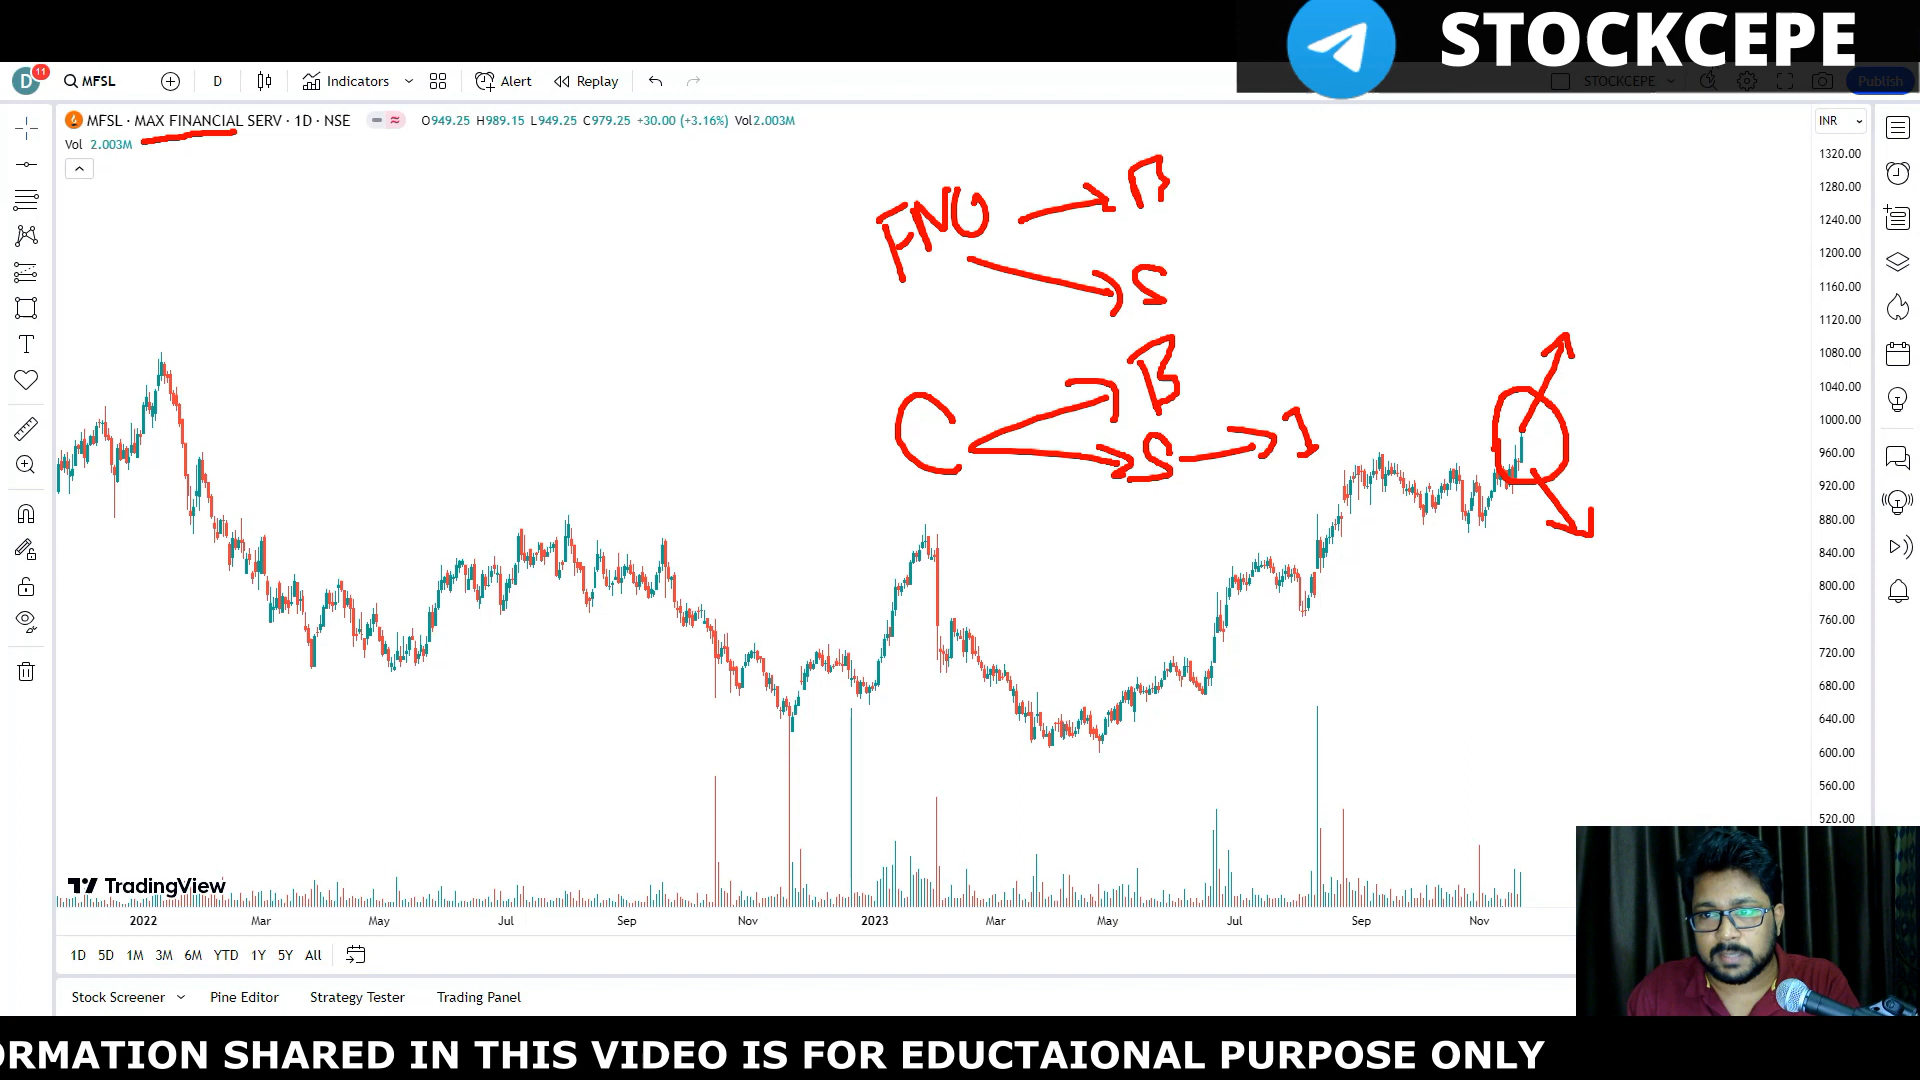 STOCKCEPE
D
11
MFSL
D
Indicators
Alert
Replay
STOCKCEPE
Publish
MFSL · MAX FINANCIAL SERV · 1D · NSE
O949.25 H989.15 L949.25 C979.25 +30.00 (+3.16%) Vol2.003M
INR
Vol 2.003M
1320.00
1280.00
1240.00
1200.00
1160.00
1120.00
1080.00
1040.00
1000.00
960.00
920.00
880.00
840.00
800.00
760.00
720.00
680.00
640.00
600.00
560.00
520.00
FNO
S
C
B
S
TradingView
2022 Mar May Jul Sep Nov 2023 Mar May Jul Sep Nov
1D 5D 1M 3M 6M YTD 1Y 5Y All
Stock Screener
Pine Editor
Strategy Tester
Trading Panel
ORMATION SHARED IN THIS VIDEO IS FOR EDUCTAIONAL PURPOSE ONLY